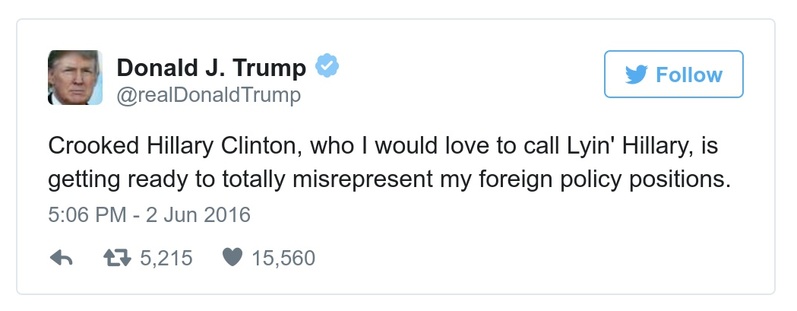 Donald J. Trump
@realDonaldTrump
Follow
Crooked Hillary Clinton, who I would love to call Lyin' Hillary, is
getting ready to totally misrepresent my foreign policy positions.
5:06 PM - 2 Jun 2016
5,215 15,560